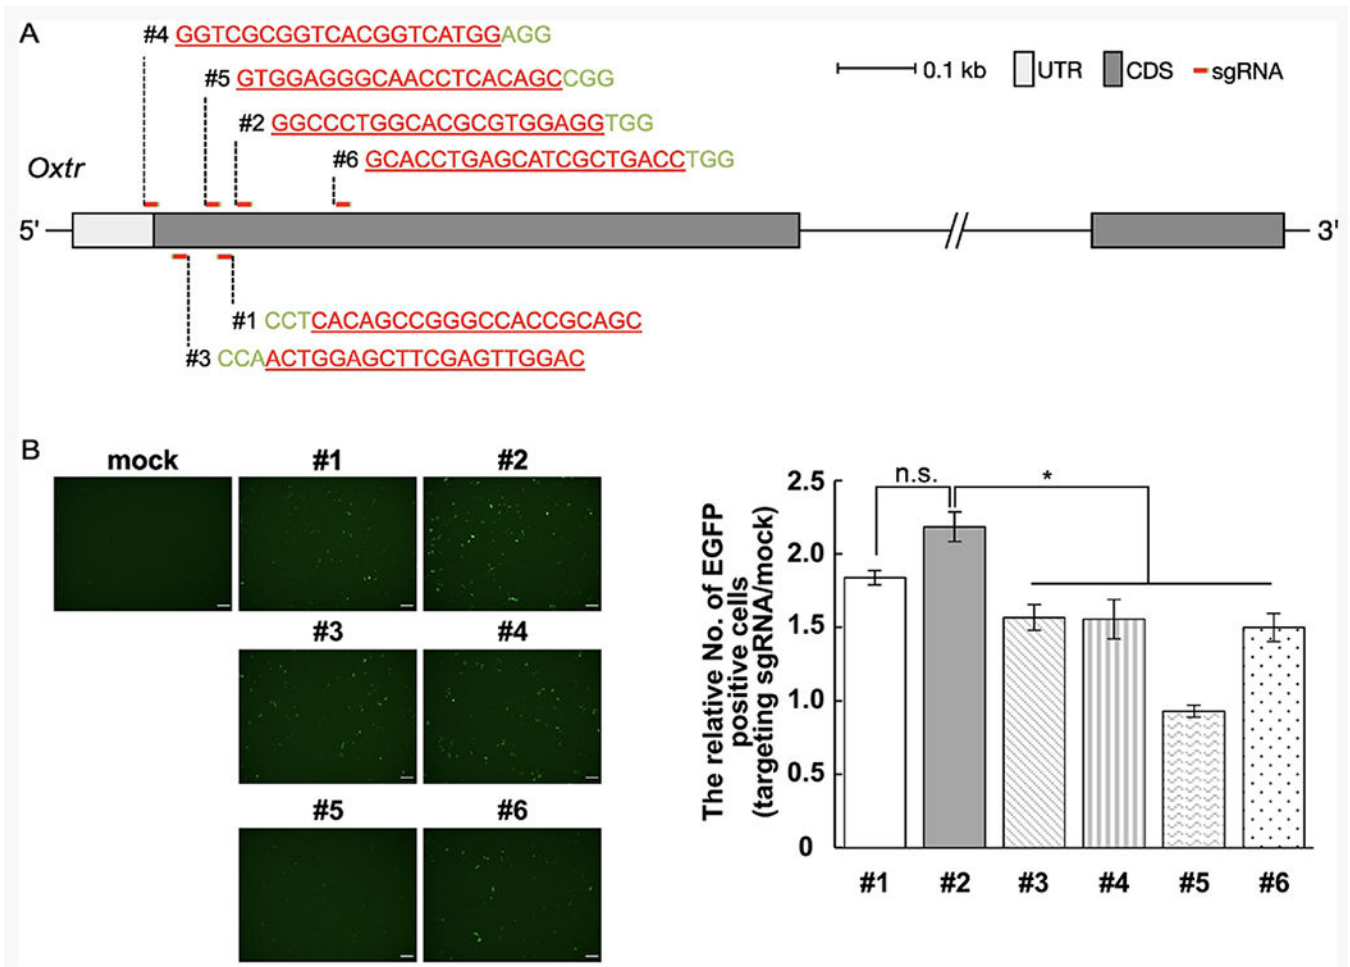 A
#4 GGTCGCGGTCACGGTCATGGAGG
#5 GTGGAGGGCAACCTCACAGCCGG
#2 GGCCCTGGCACGCGTGGAGGTGG
#6 GCACCTGAGCATCGCTGACCTGG
0.1 kb UTR CDS sgRNA
Oxtr
5' 3'
#1 CCTCACAGCCGGGCCACCGCAGC
#3 CCAACTGGAGCTTCGAGTTGGAC
B
mock #1 #2
#3 #4
#5 #6
The relative No. of EGFP
positive cells
(targeting sgRNA/mock)
n.s. *
2.5
2.0
1.5
1.0
0.5
0
#1 #2 #3 #4 #5 #6